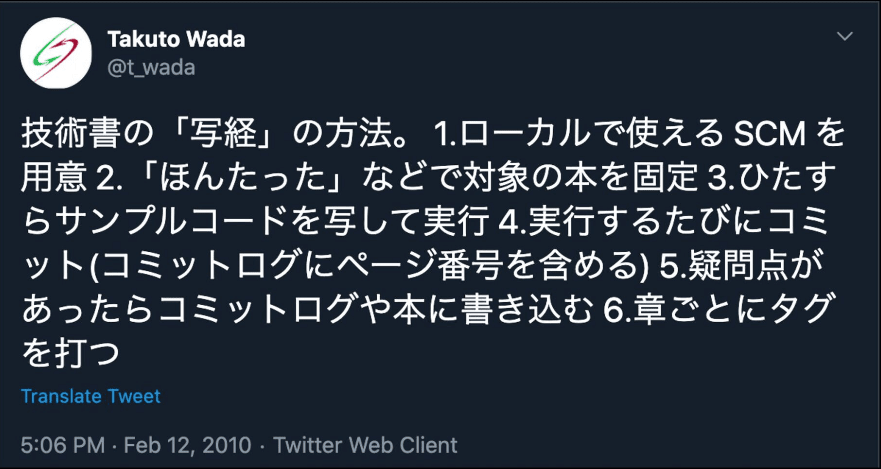 Takuto Wada
@t_wada
技術書の「写経」の方法。 1.ローカルで使える SCM を
用意 2.「ほんたった」などで対象の本を固定 3.ひたす
らサンプルコードを写して実行 4.実行するたびにコミ
ット(コミットログにページ番号を含める) 5.疑問点が
あったらコミットログや本に書き込む 6.章ごとにタグ
を打つ
Translate Tweet
5:06 PM · Feb 12, 2010 · Twitter Web Client